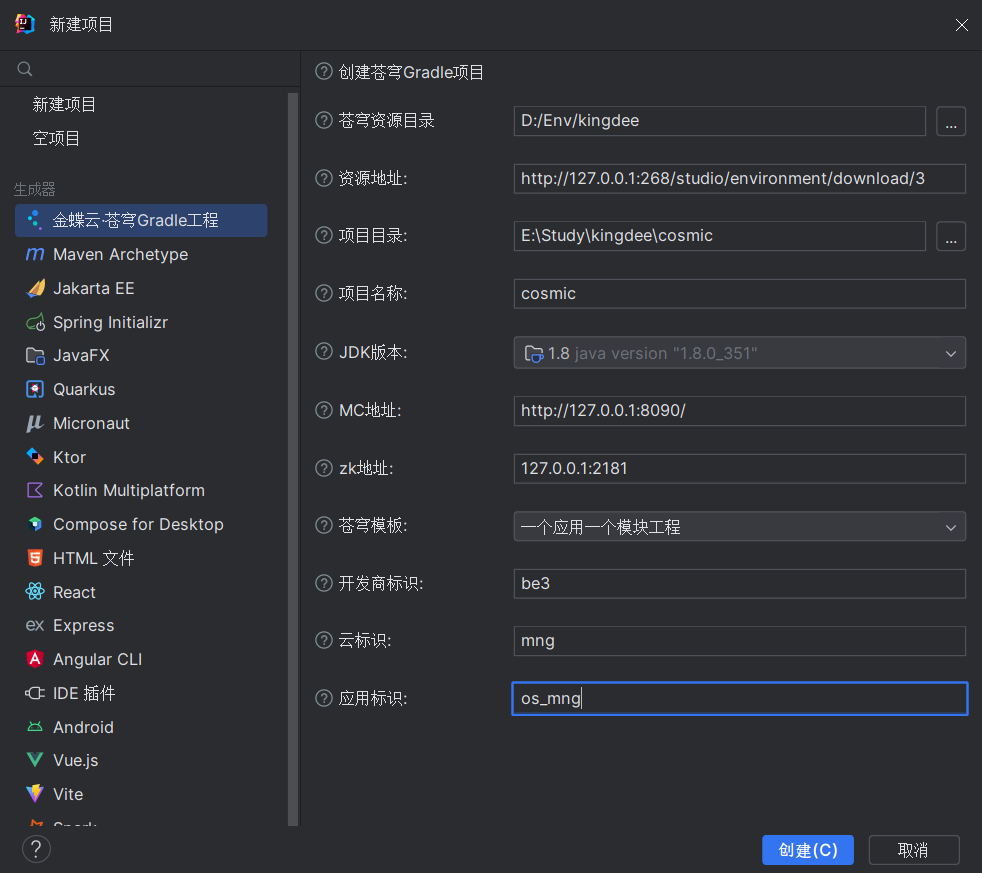 新建项目
新建项目
空项目
生成器
金蝶云·苍穹Gradle工程
Maven Archetype
Jakarta EE
Spring Initializr
JavaFX
Quarkus
Micronaut
Ktor
Kotlin Multiplatform
Compose for Desktop
HTML 文件
React
Express
Angular CLI
IDE 插件
Android
Vue.js
Vite
创建苍穹Gradle项目
苍穹资源目录 D:/Env/kingdee ...
资源地址: http://127.0.0.1:268/studio/environment/download/3
项目目录: E:\Study\kingdee\cosmic ...
项目名称: cosmic
JDK版本: 1.8 java version "1.8.0_351"
MC地址: http://127.0.0.1:8090/
zk地址: 127.0.0.1:2181
苍穹模板: 一个应用一个模块工程
开发商标识: be3
云标识: mng
应用标识: os_mng
创建(C) 取消